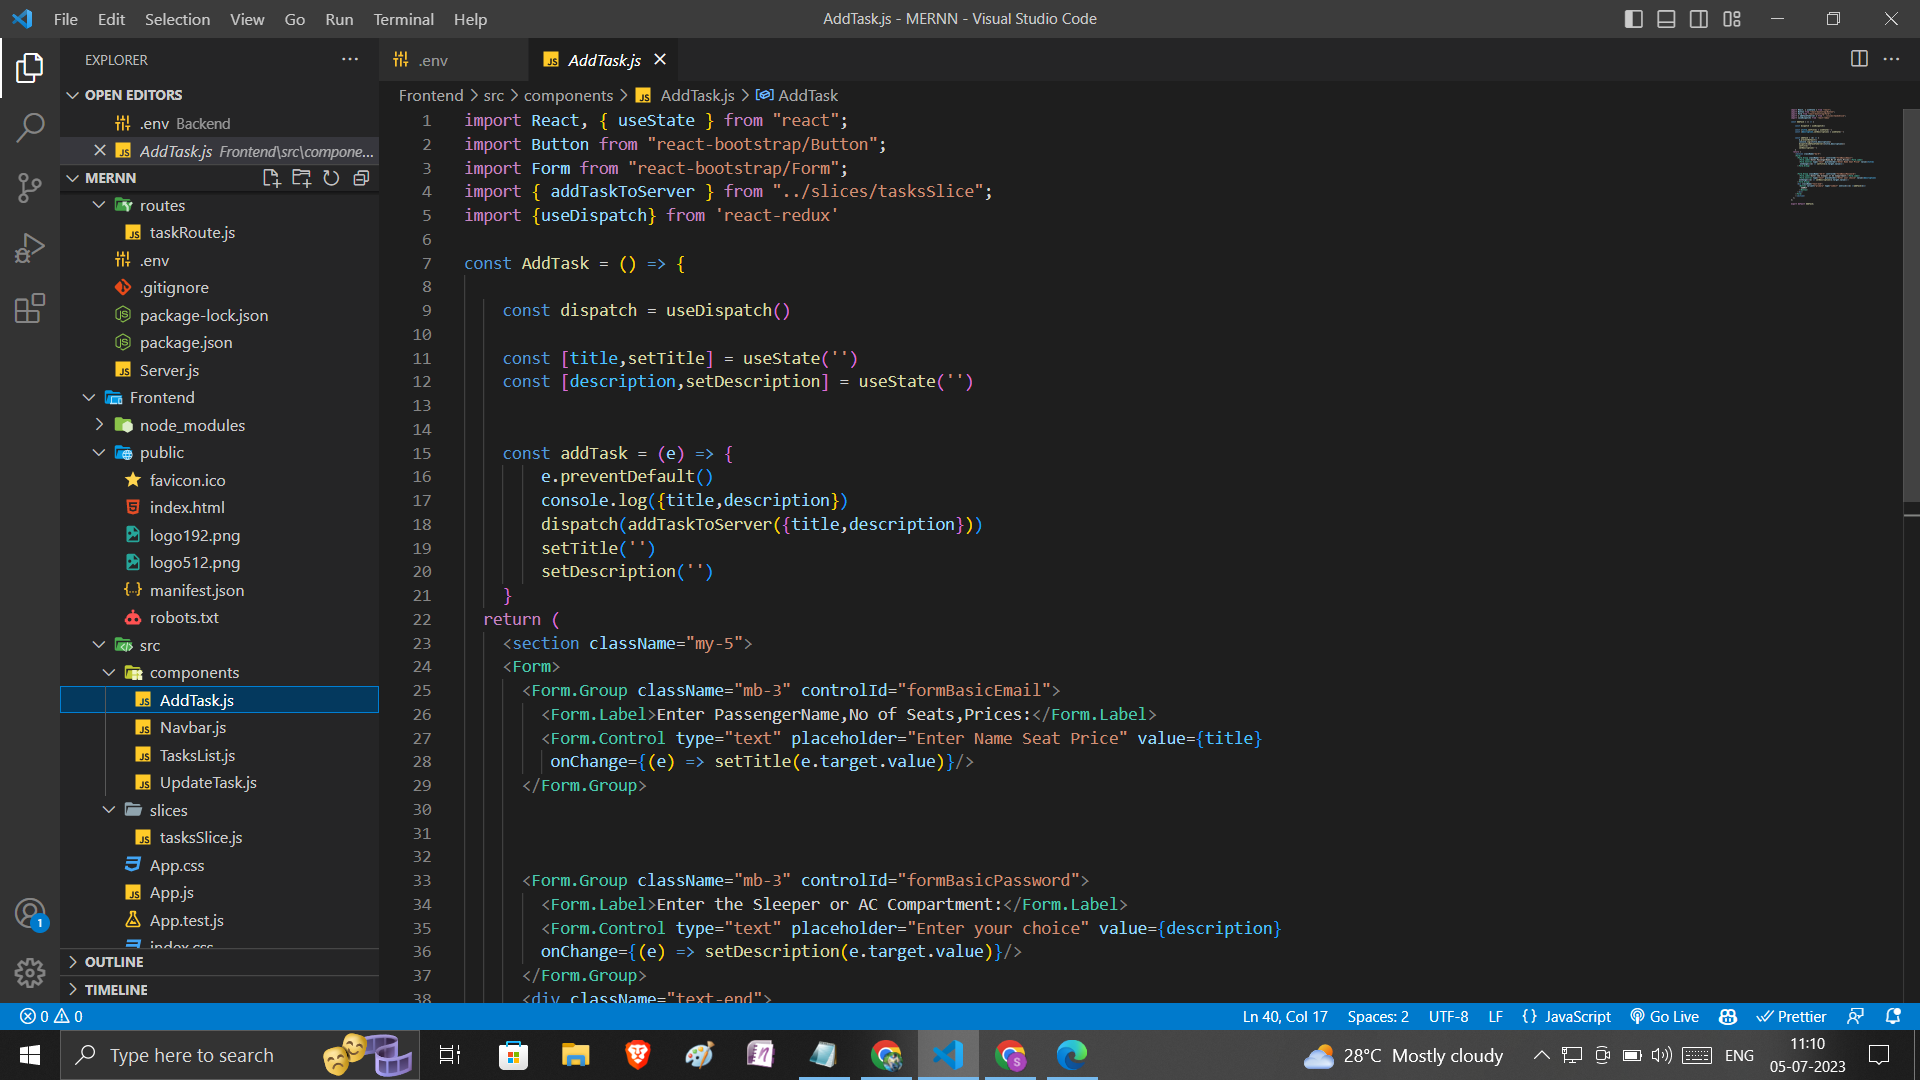 File Edit Selection View Go Run Terminal Help
AddTask.js - MERNN - Visual Studio Code
EXPLORER
OPEN EDITORS
.env Backend
AddTask.js Frontend\src\compone...
MERNN
routes
taskRoute.js
.env
.gitignore
package-lock.json
package.json
Server.js
Frontend
node_modules
public
favicon.ico
index.html
logo192.png
logo512.png
manifest.json
robots.txt
src
components
AddTask.js
Navbar.js
TasksList.js
UpdateTask.js
slices
tasksSlice.js
App.css
App.js
App.test.js
index.css
OUTLINE
TIMELINE
.env
AddTask.js
Frontend > src > components > AddTask.js > AddTask
1 import React, { useState } from "react";
2 import Button from "react-bootstrap/Button";
3 import Form from "react-bootstrap/Form";
4 import { addTaskToServer } from "../slices/tasksSlice";
5 import {useDispatch} from 'react-redux'
6
7 const AddTask = () => {
8
9 const dispatch = useDispatch()
10
11 const [title,setTitle] = useState('')
12 const [description,setDescription] = useState('')
13
14
15 const addTask = (e) => {
16 e.preventDefault()
17 console.log({title,description})
18 dispatch(addTaskToServer({title,description}))
19 setTitle('')
20 setDescription('')
21 }
22 return (
23 <section className="my-5">
24 <Form>
25 <Form.Group className="mb-3" controlId="formBasicEmail">
26 <Form.Label>Enter PassengerName,No of Seats,Prices:</Form.Label>
27 <Form.Control type="text" placeholder="Enter Name Seat Price" value={title}
28 onChange={(e) => setTitle(e.target.value)}/>
29 </Form.Group>
30
31
32
33 <Form.Group className="mb-3" controlId="formBasicPassword">
34 <Form.Label>Enter the Sleeper or AC Compartment:</Form.Label>
35 <Form.Control type="text" placeholder="Enter your choice" value={description}
36 onChange={(e) => setDescription(e.target.value)}/>
37 </Form.Group>
38 <div className="text-end">
1
0 0
Ln 40, Col 17 Spaces: 2 UTF-8 LF {} JavaScript Go Live Prettier
Type here to search
28°C Mostly cloudy
ENG
11:10
05-07-2023